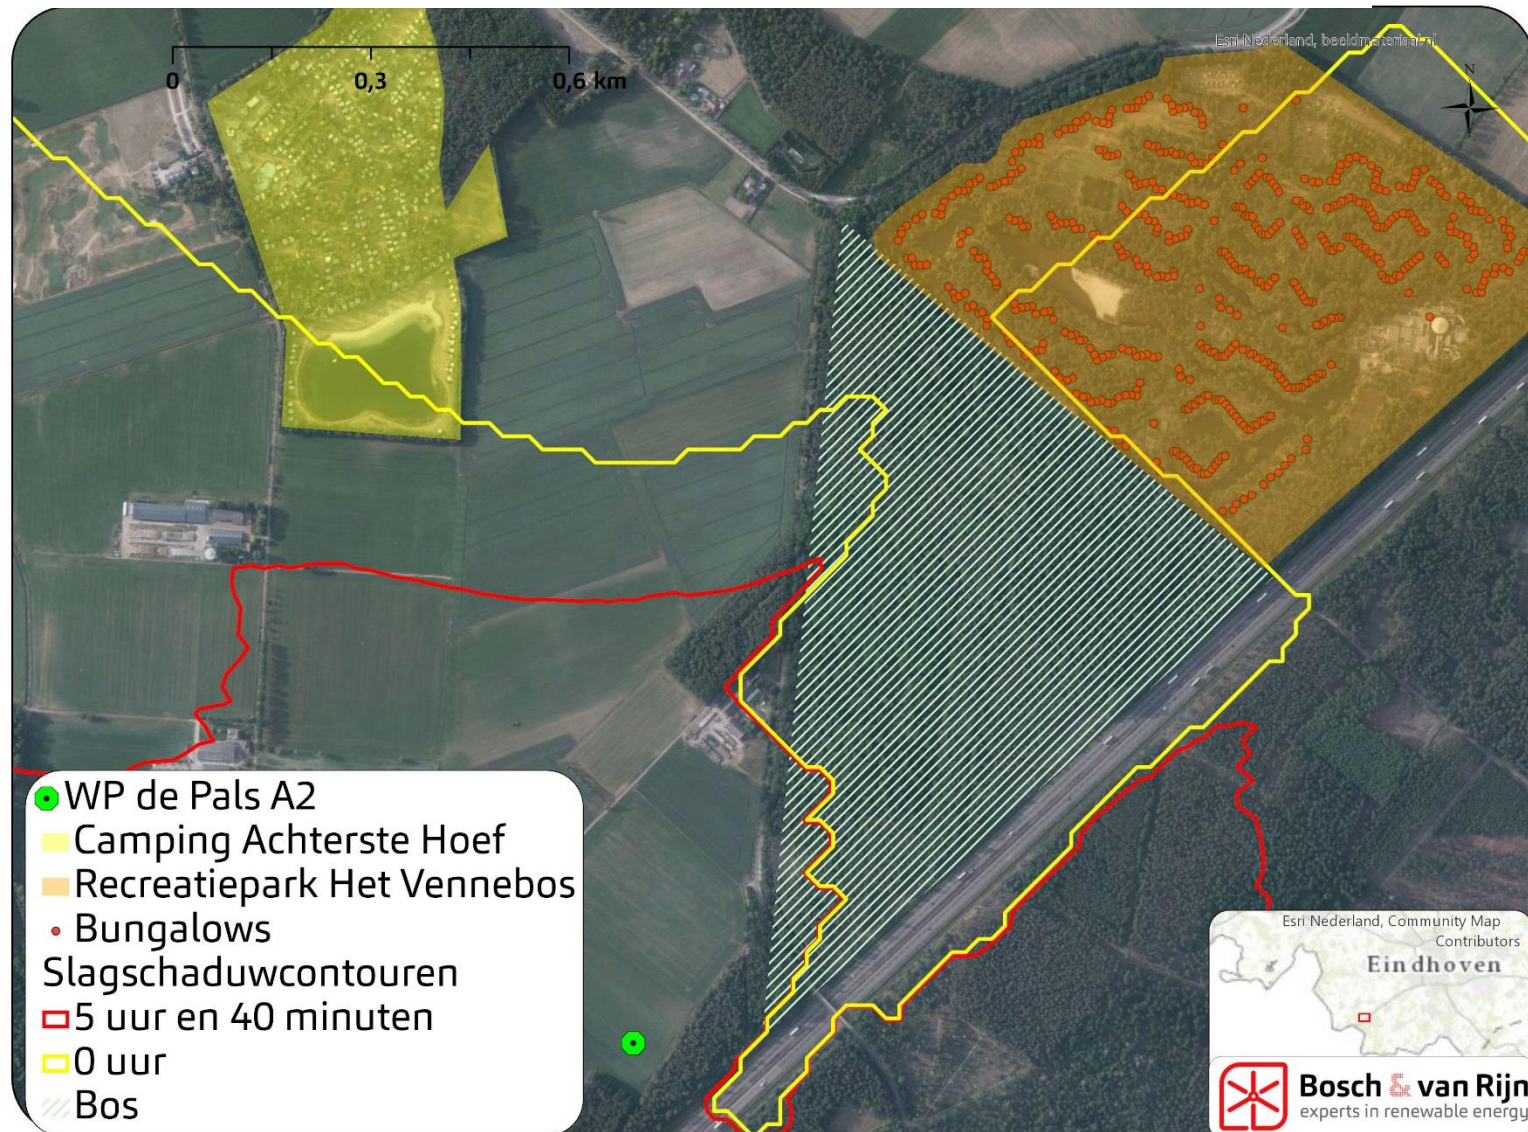 Esri Nederland, beeldmateriaal.nl
0 0,3 0,6 km
N
WP de Pals A2
Camping Achterste Hoef
Recreatiepark Het Vennebos
Bungalows
Slagschaduwcontouren
5 uur en 40 minuten
0 uur
Bos
Esri Nederland, Community Map
Contributors
Eindhoven
Bosch & van Rijn
experts in renewable energy